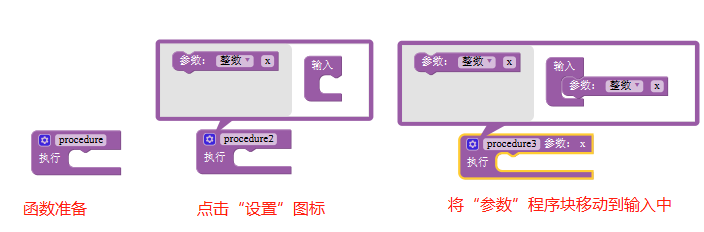 procedure
执行
函数准备
参数： 整数 x
输入
procedure2
执行
点击“设置”图标
参数： 整数 x
输入
参数： 整数 x
procedure3 参数： x
执行
将“参数”程序块移动到输入中